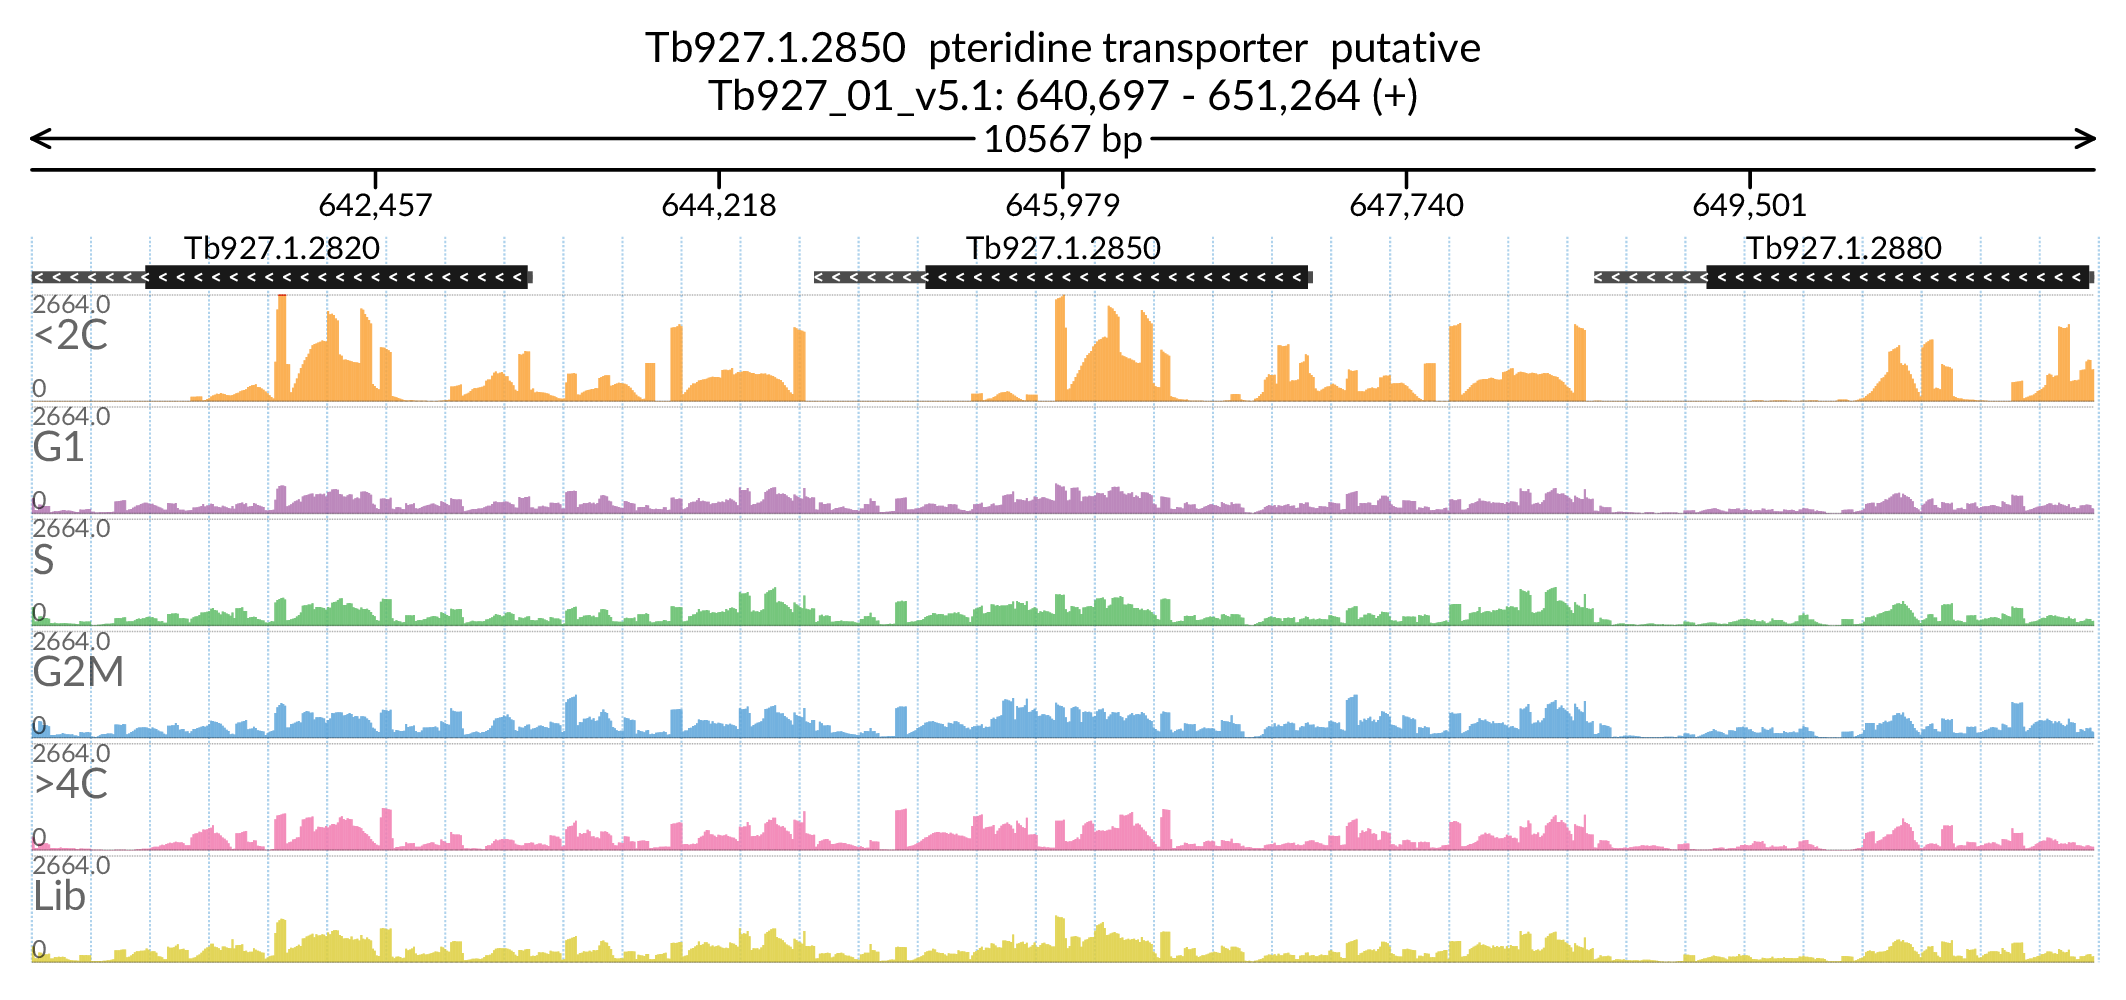 Tb927.1.2850  pteridine transporter  putative
Tb927_01_v5.1: 640,697 - 651,264 (+)
10567 bp
642,457 644,218 645,979 647,740 649,501
Tb927.1.2820 Tb927.1.2850 Tb927.1.2880
2664.0
<2C
0
2664.0
G1
0
2664.0
S
0
2664.0
G2M
0
2664.0
>4C
0
2664.0
Lib
0